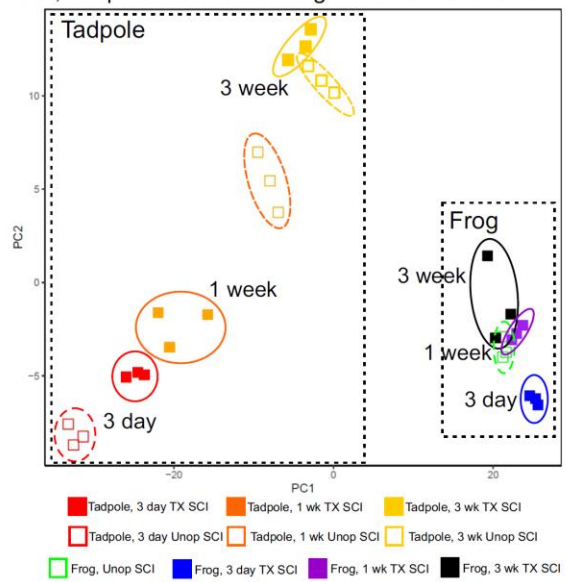 Tadpole
3 week
10
5
Frog
PC2
0
3 week
1 week
1 week
-5
3 day
3 day
-20
0
20
PC1
Tadpole, 3 day TX SCI
Tadpole, 1 wk TX SCI
Tadpole, 3 wk TX SCI
Tadpole, 3 day Unop SCI
Tadpole, 1 wk Unop SCI
Tadpole, 3 wk Unop SCI
Frog, Unop SCI
Frog, 3 day TX SCI
Frog, 1 wk TX SCI
Frog, 3 wk TX SCI